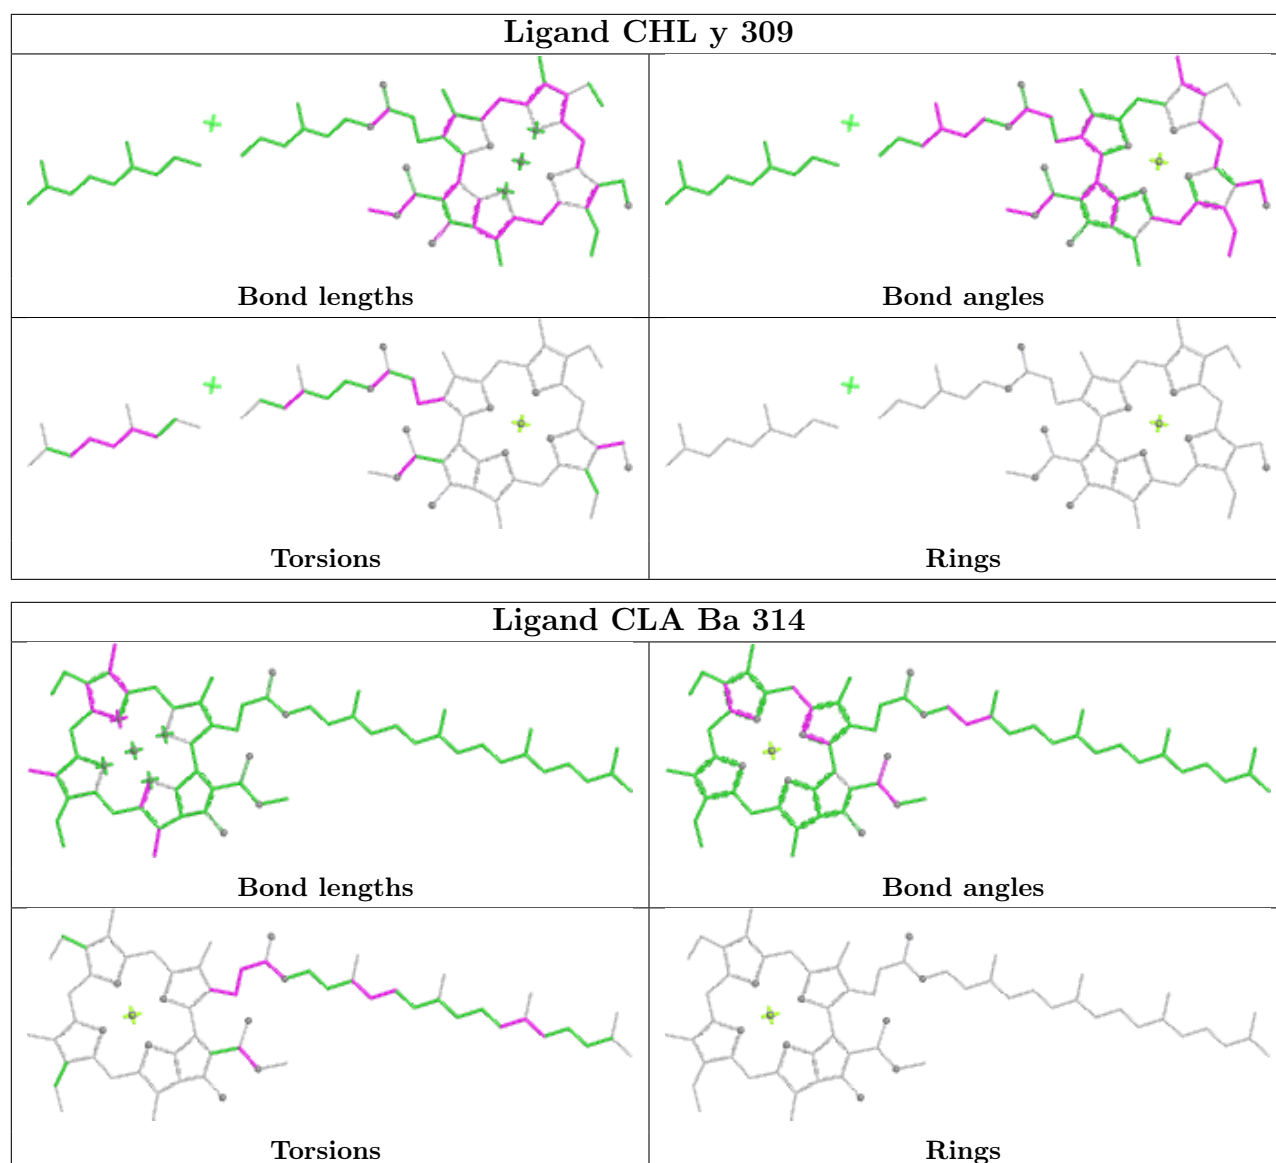 Ligand CHL y 309
Bond lengths
Bond angles
Torsions
Rings
Ligand CLA Ba 314
Bond lengths
Bond angles
Torsions
Rings